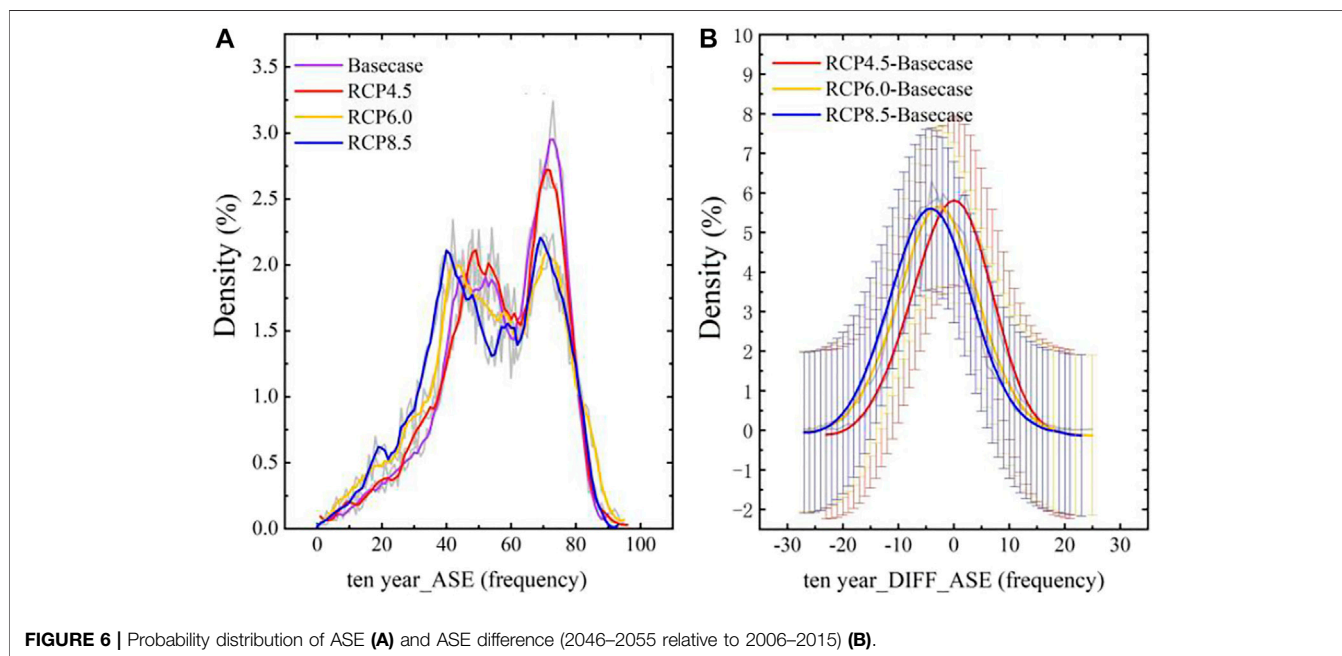 A
3.5
3.0
2.5
2.0
1.5
1.0
0.5
0.0
Density (%)
Basecase
RCP4.5
RCP6.0
RCP8.5
0 20 40 60 80 100
ten year_ASE (frequency)
B
10
9
8
7
6
5
4
3
2
1
0
-1
-2
Density (%)
RCP4.5-Basecase
RCP6.0-Basecase
RCP8.5-Basecase
-30 -20 -10 0 10 20 30
ten year_DIFF_ASE (frequency)
FIGURE 6 | Probability distribution of ASE (A) and ASE difference (2046–2055 relative to 2006–2015) (B).